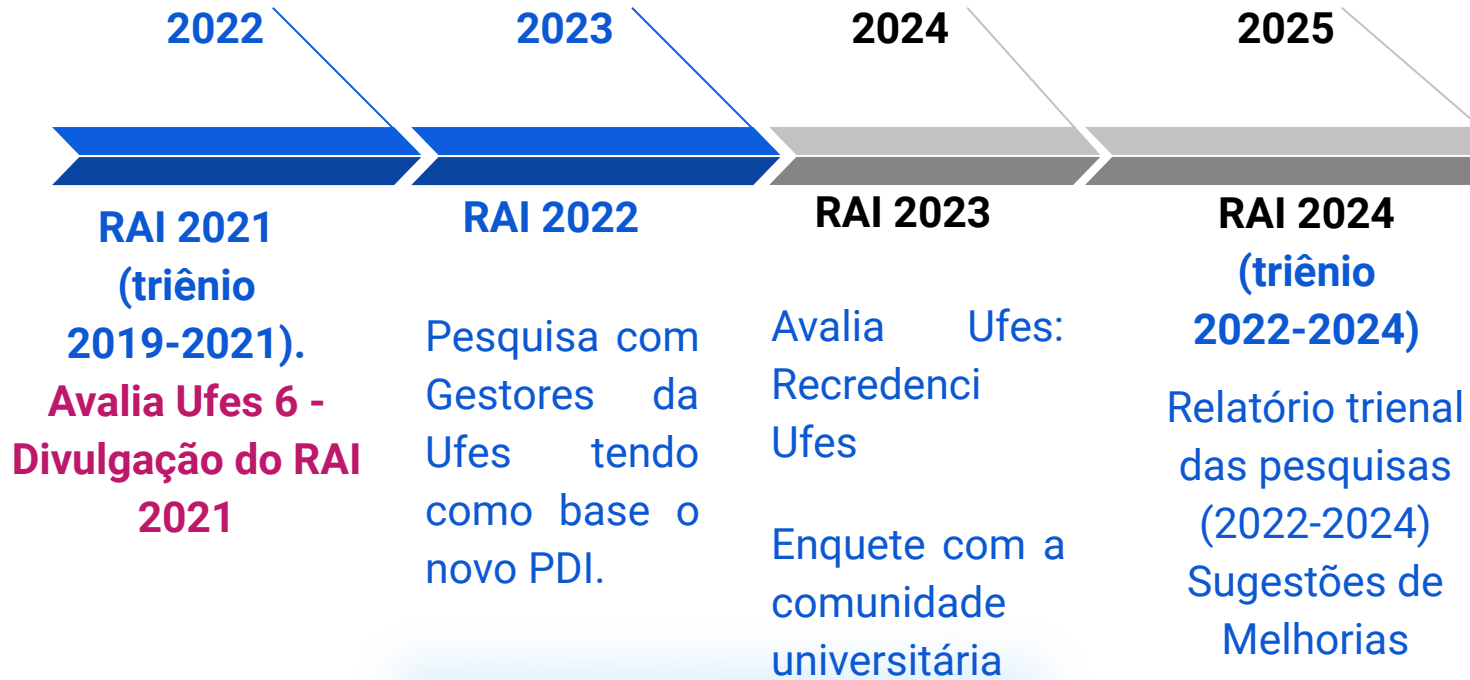 2022
2023
2024
2025
RAI 2021
(triênio
2019-2021).
Avalia Ufes 6 -
Divulgação do RAI
2021
RAI 2022
Pesquisa com
Gestores da
Ufes tendo
como base o
novo PDI.
RAI 2023
Avalia Ufes:
Recredenci
Ufes
Enquete com a
comunidade
universitária
RAI 2024
(triênio
2022-2024)
Relatório trienal
das pesquisas
(2022-2024)
Sugestões de
Melhorias